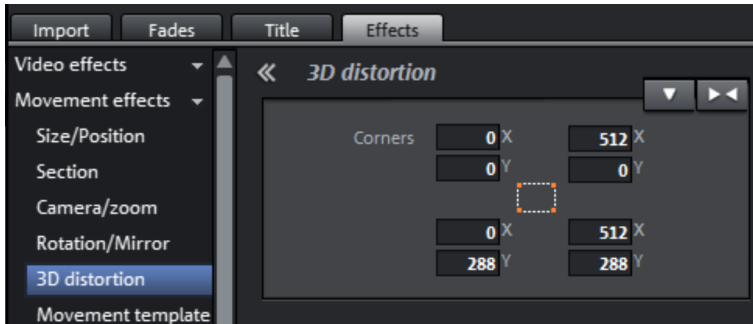 Import Fades Title Effects
Video effects
Movement effects
Size/Position
Section
Camera/zoom
Rotation/Mirror
3D distortion
Movement template
3D distortion
Corners 0 X 512 X
0 Y 0 Y
0 X 512 X
288 Y 288 Y